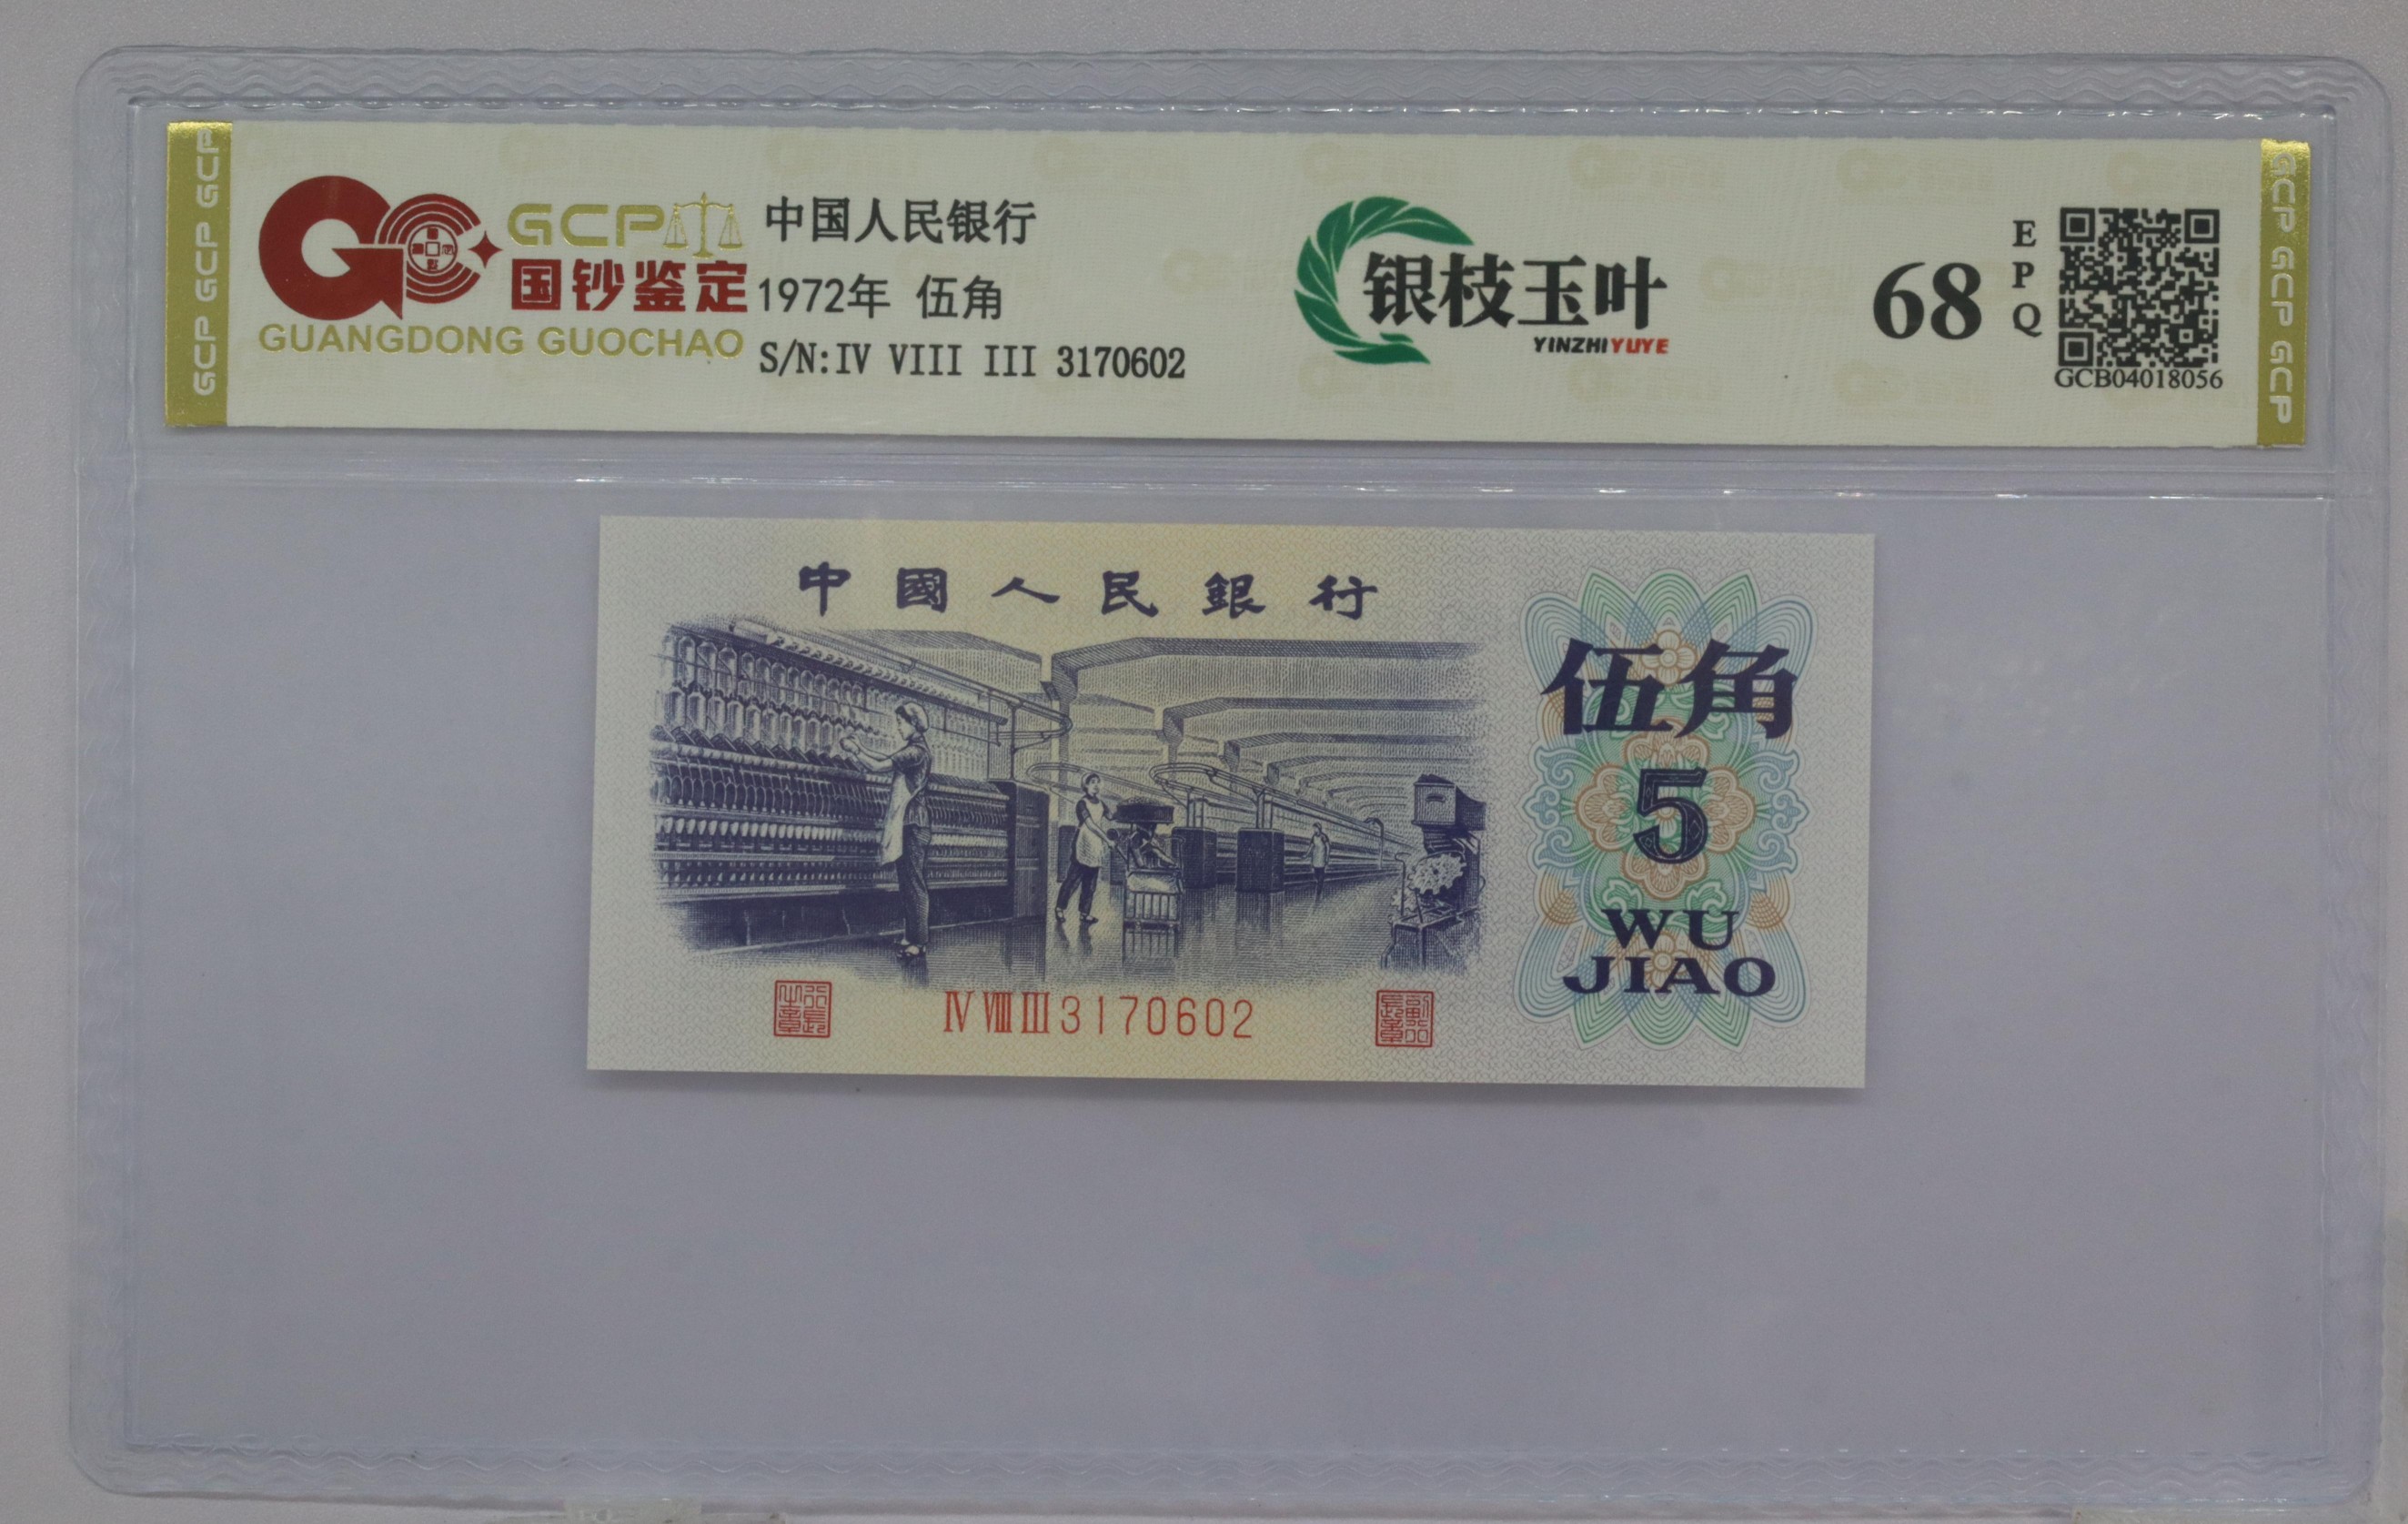 GCP GCP GCP
GCP
国钞鉴定
GUANGDONG GUOCHAO
中国人民银行
1972年 伍角
S/N:IV VIII III 3170602
银枝玉叶
YINZHIYUYE
68
EPQ
GCB04018056
GCP GCP GCP
中國人民銀行
伍角
5
WU
JIAO
IV VIII III 3170602